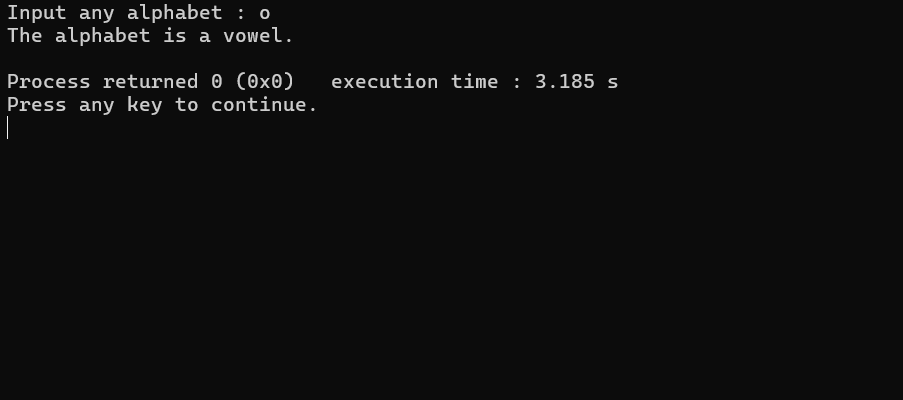 Input any alphabet : o
The alphabet is a vowel.
Process returned 0 (0x0)   execution time : 3.185 s
Press any key to continue.